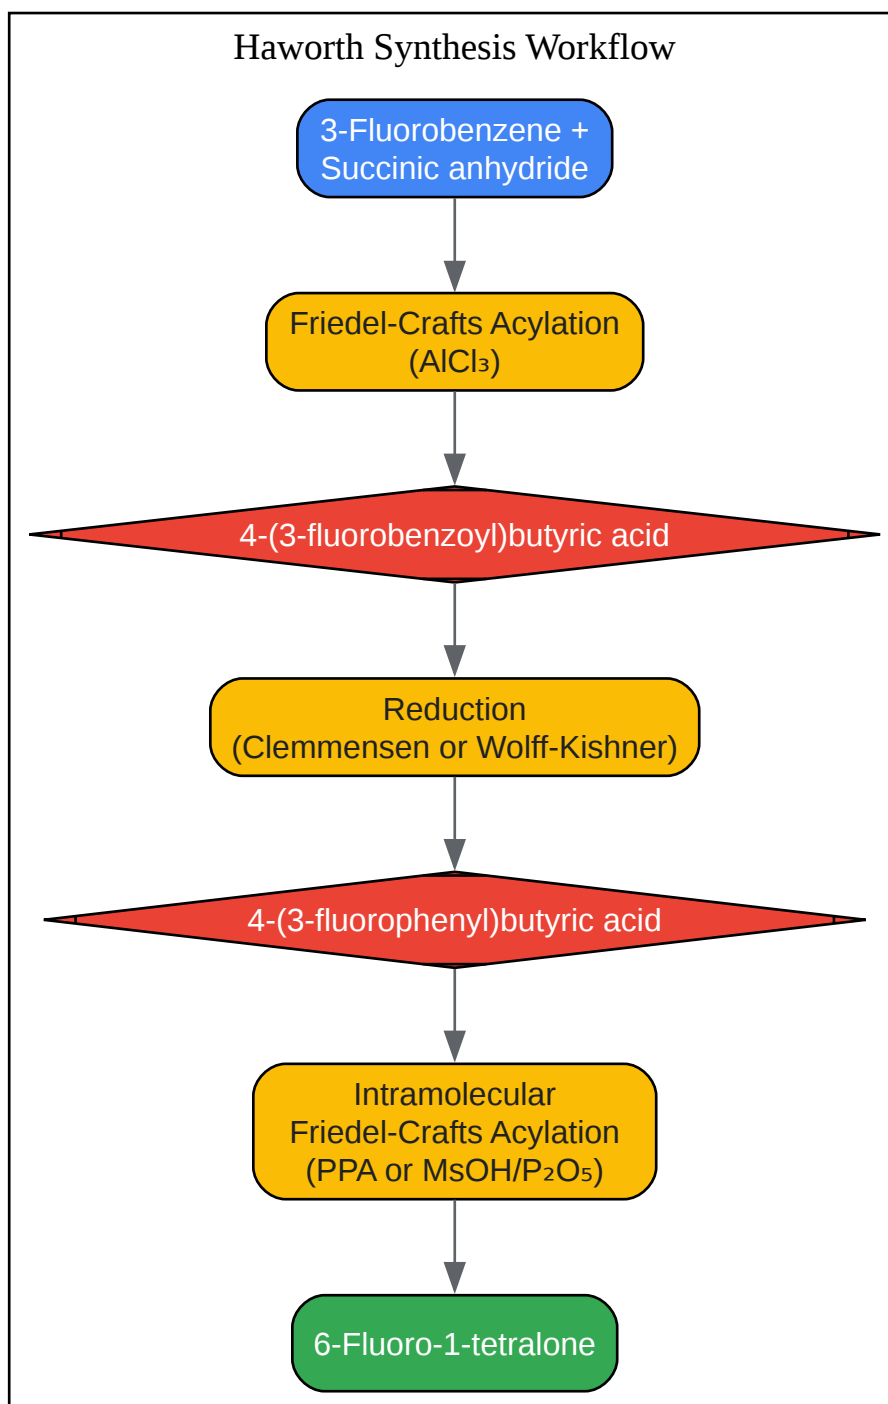 Haworth Synthesis Workflow
3-Fluorobenzene +
Succinic anhydride
Friedel-Crafts Acylation
(AlCl₃)
4-(3-fluorobenzoyl)butyric acid
Reduction
(Clemmensen or Wolff-Kishner)
4-(3-fluorophenyl)butyric acid
Intramolecular
Friedel-Crafts Acylation
(PPA or MsOH/P₂O₅)
6-Fluoro-1-tetralone